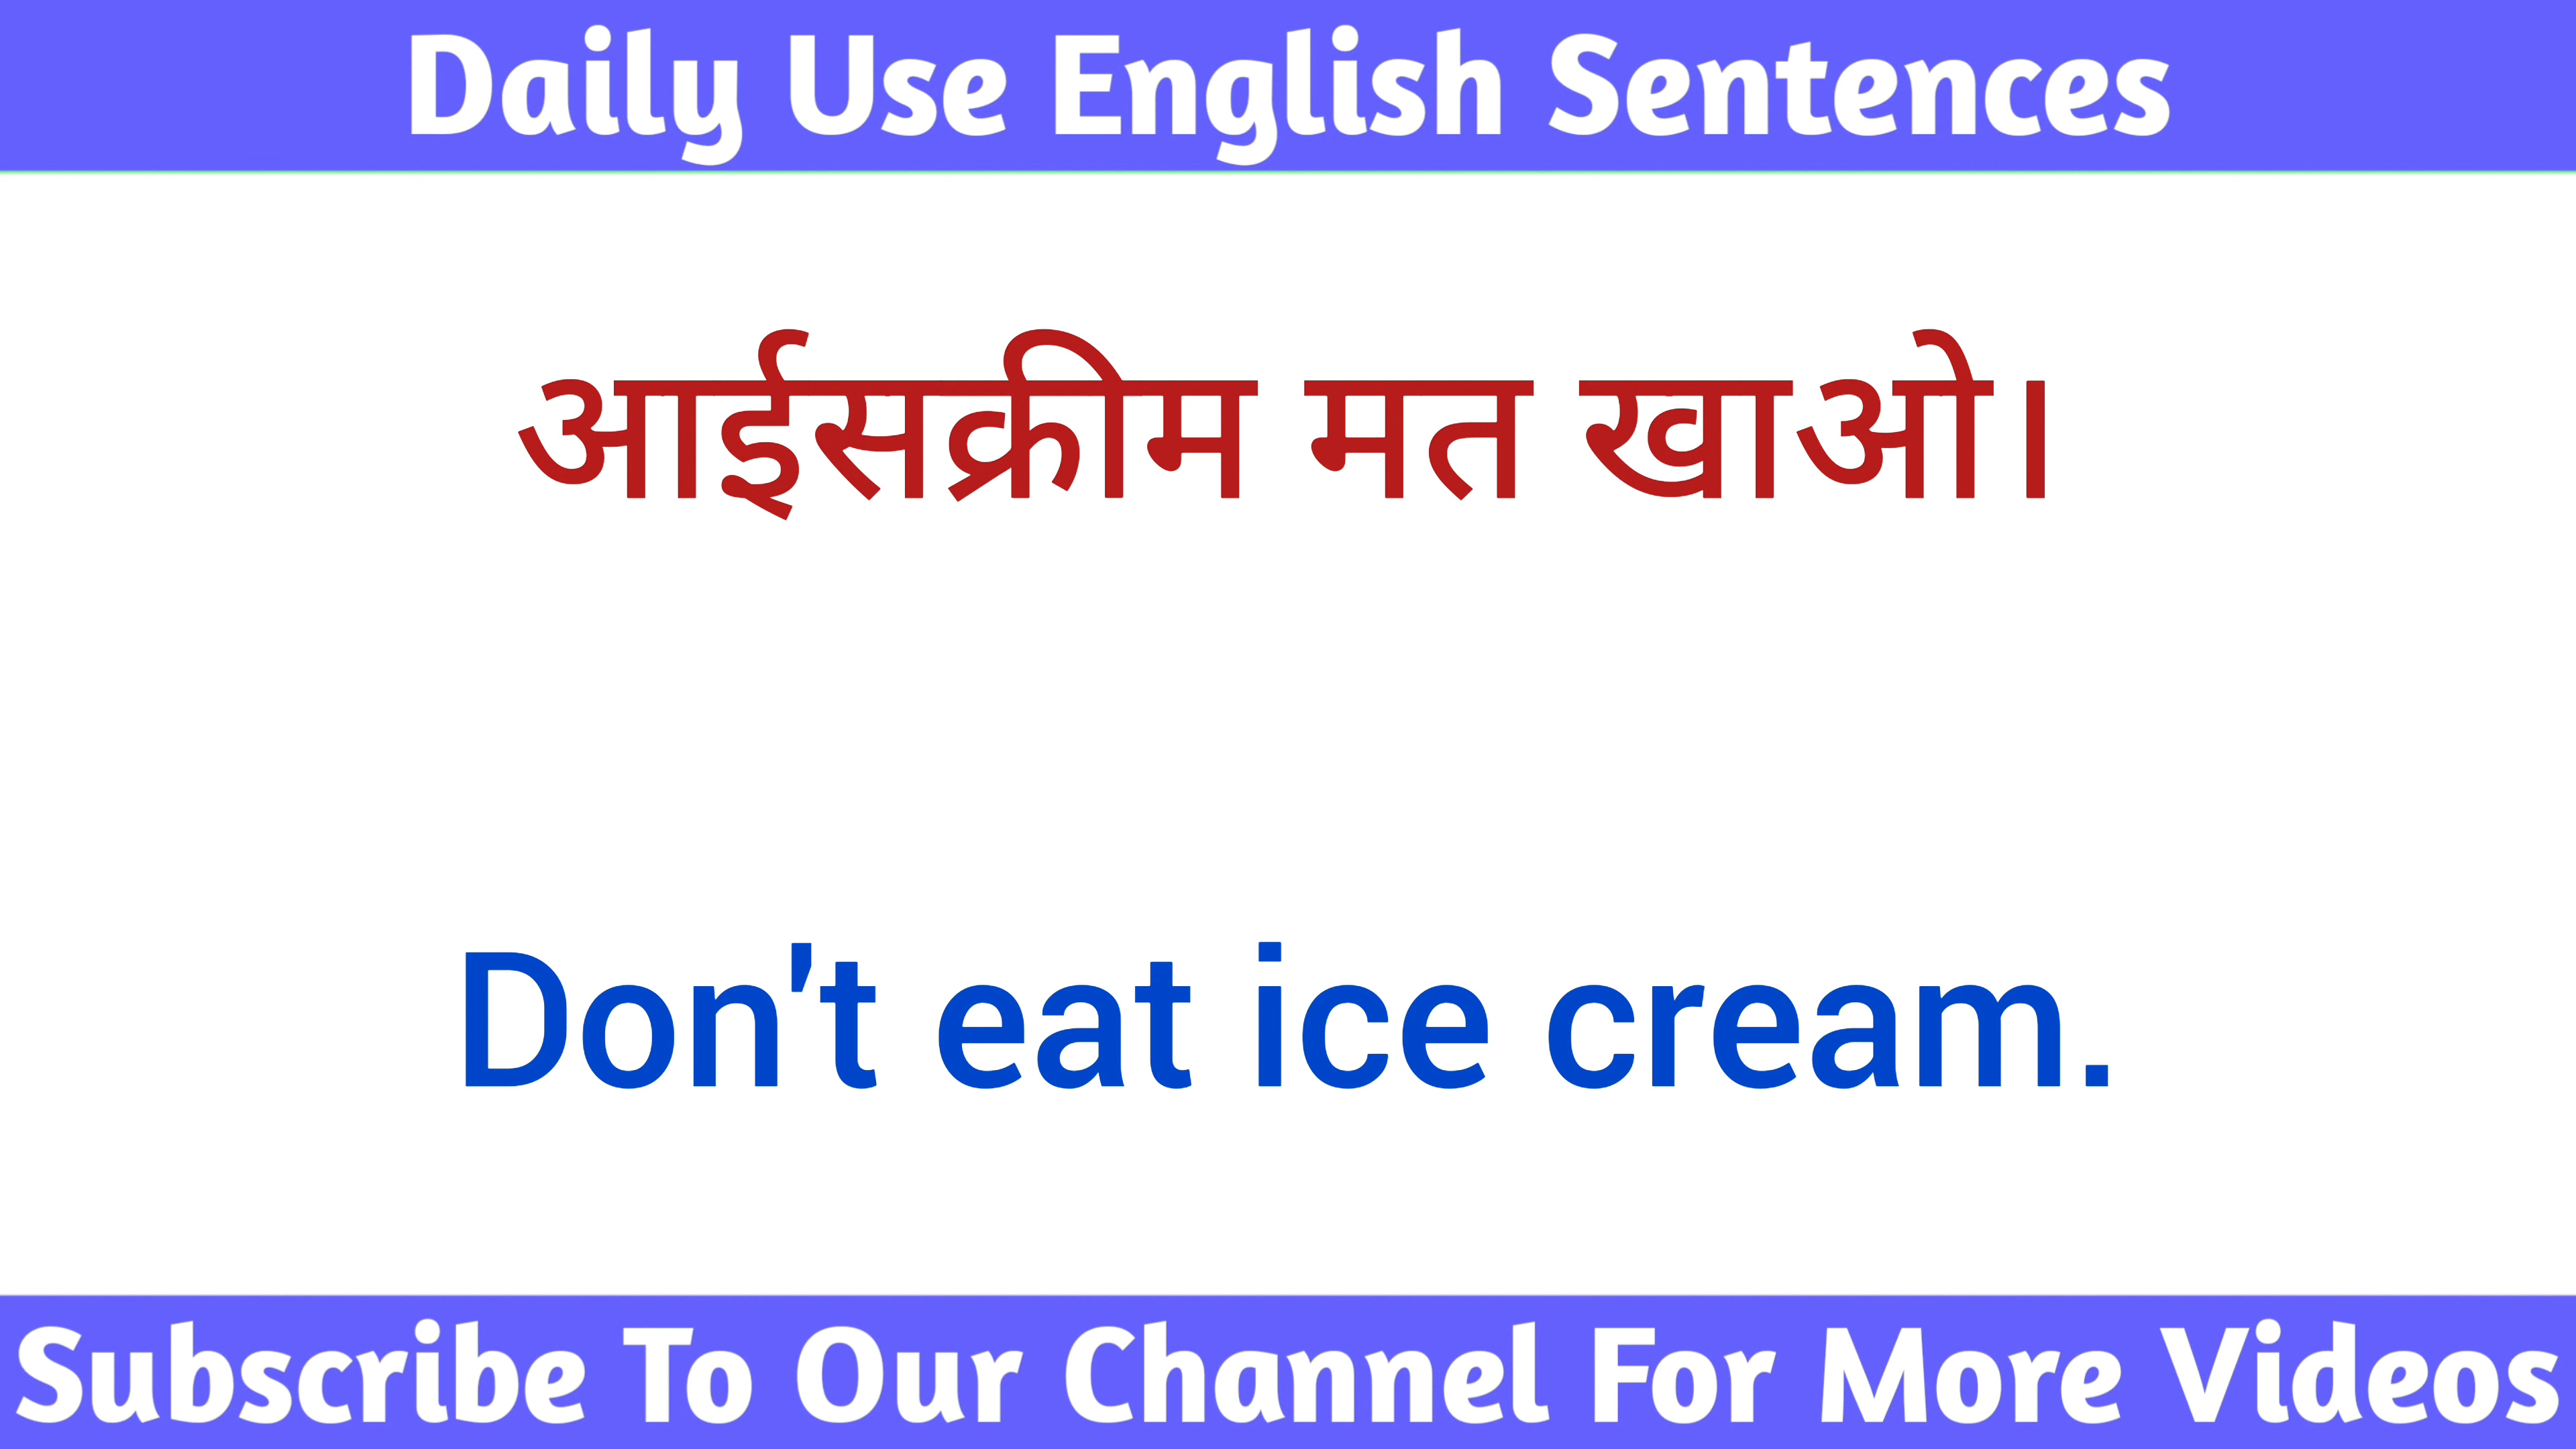 Daily Use English Sentences
आईसक्रीम मत खाओ।
Don't eat ice cream.
Subscribe To Our Channel For More Videos